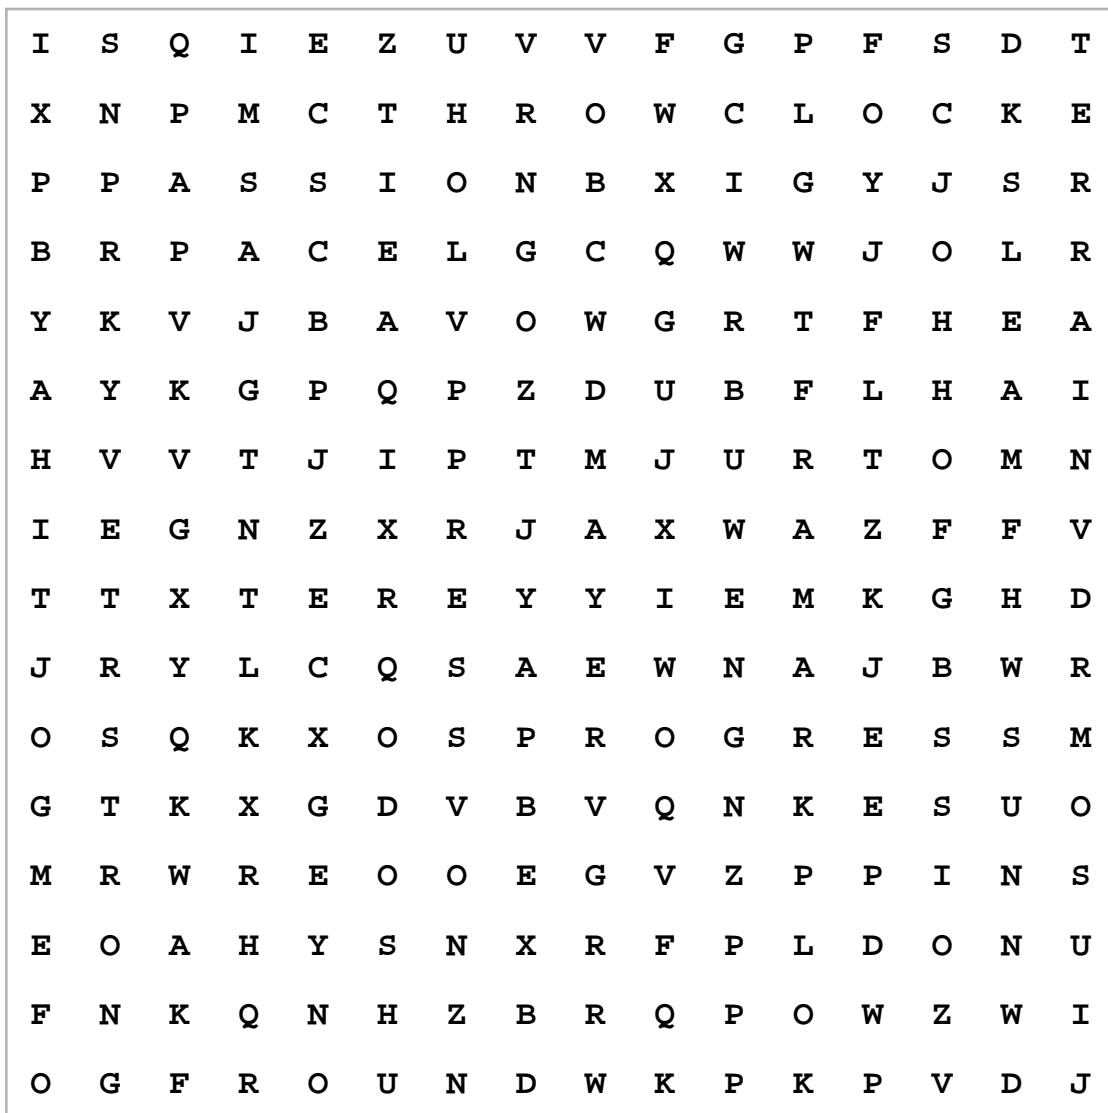 I S Q I E Z U V V F G P F S D T
X N P M C T H R O W C L O C K E
P P A S S I O N B X I G Y J S R
B R P A C E L G C Q W W J O L R
Y K V J B A V O W G R T F H E A
A Y K G P Q P Z D U B F L H A I
H V V T J I P T M J U R T O M N
I E G N Z X R J A X W A Z F F V
T T X T E R E Y Y I E M K G H D
J R Y L C Q S A E W N A J B W R
O S Q K X O S P R O G R E S S M
G T K X G D V B V Q N K E S U O
M R W R E O O E G V Z P P I N S
E O A H Y S N X R F P L D O N U
F N K Q N H Z B R Q P O W Z W I
O G F R O U N D W K P K P V D J